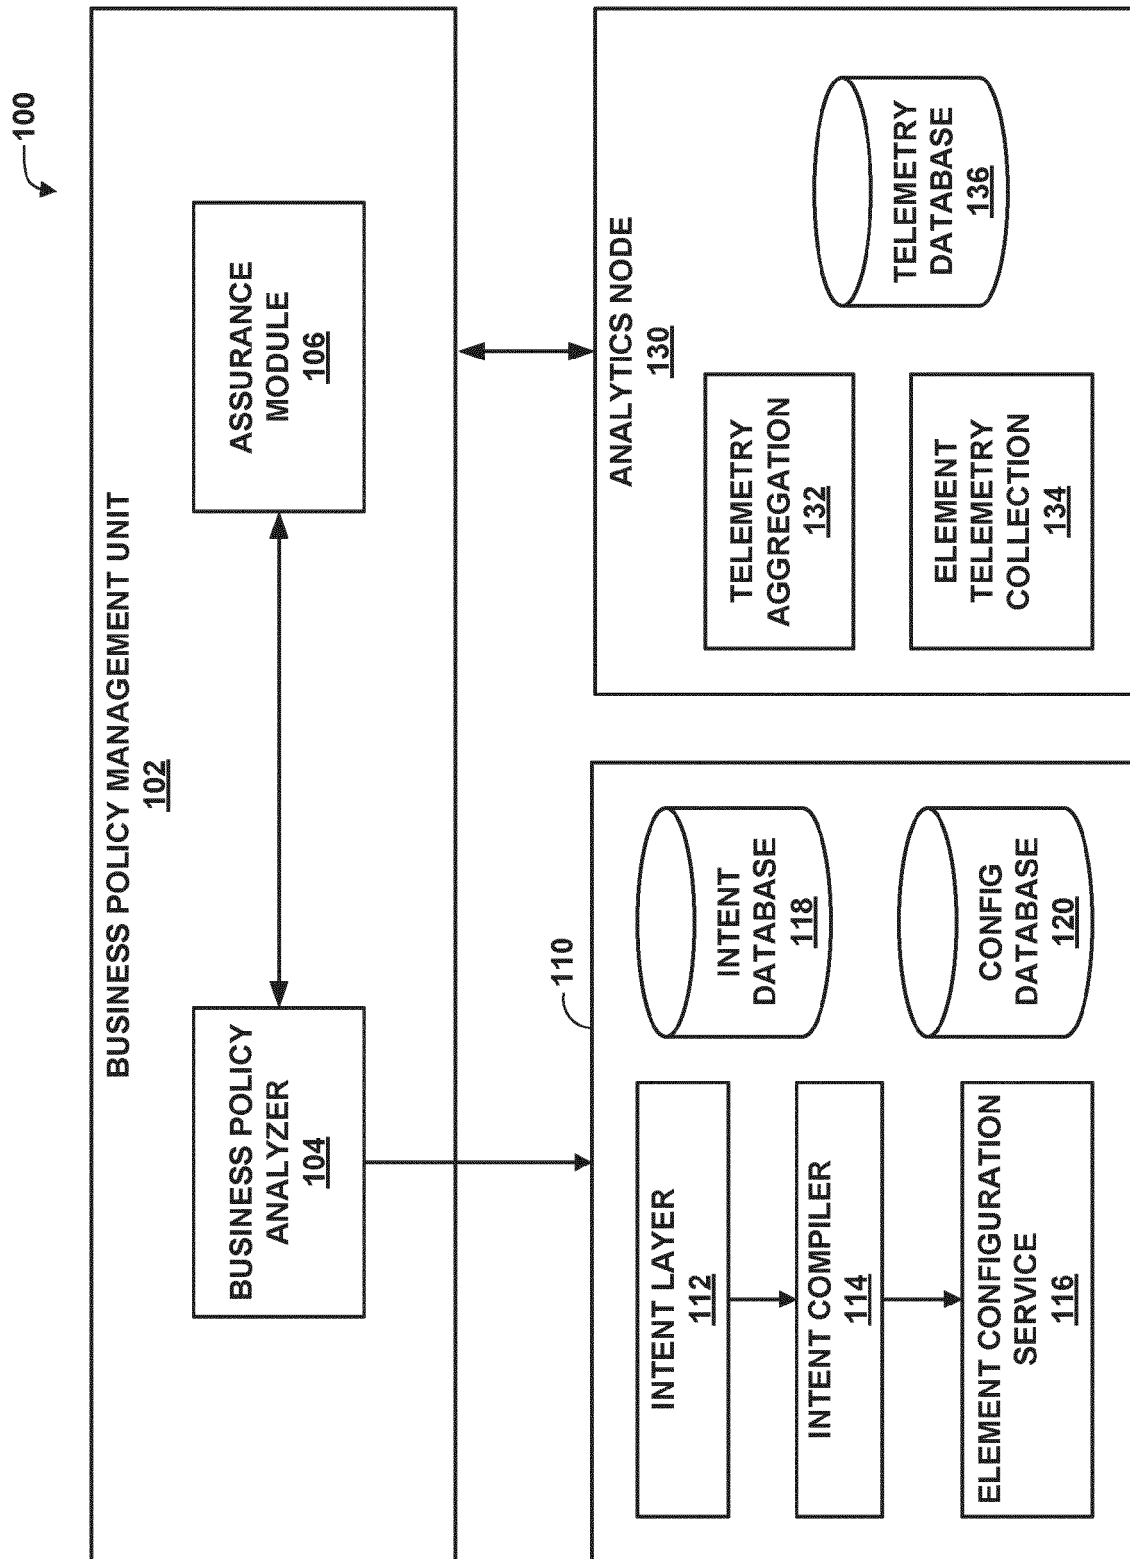 100
BUSINESS POLICY MANAGEMENT UNIT
102
BUSINESS POLICY
ANALYZER
104
ASSURANCE
MODULE
106
110
INTENT LAYER
112
INTENT COMPILER
114
ELEMENT CONFIGURATION
SERVICE
116
INTENT
DATABASE
118
CONFIG
DATABASE
120
ANALYTICS NODE
130
TELEMETRY
AGGREGATION
132
ELEMENT
TELEMETRY
COLLECTION
134
TELEMETRY
DATABASE
136